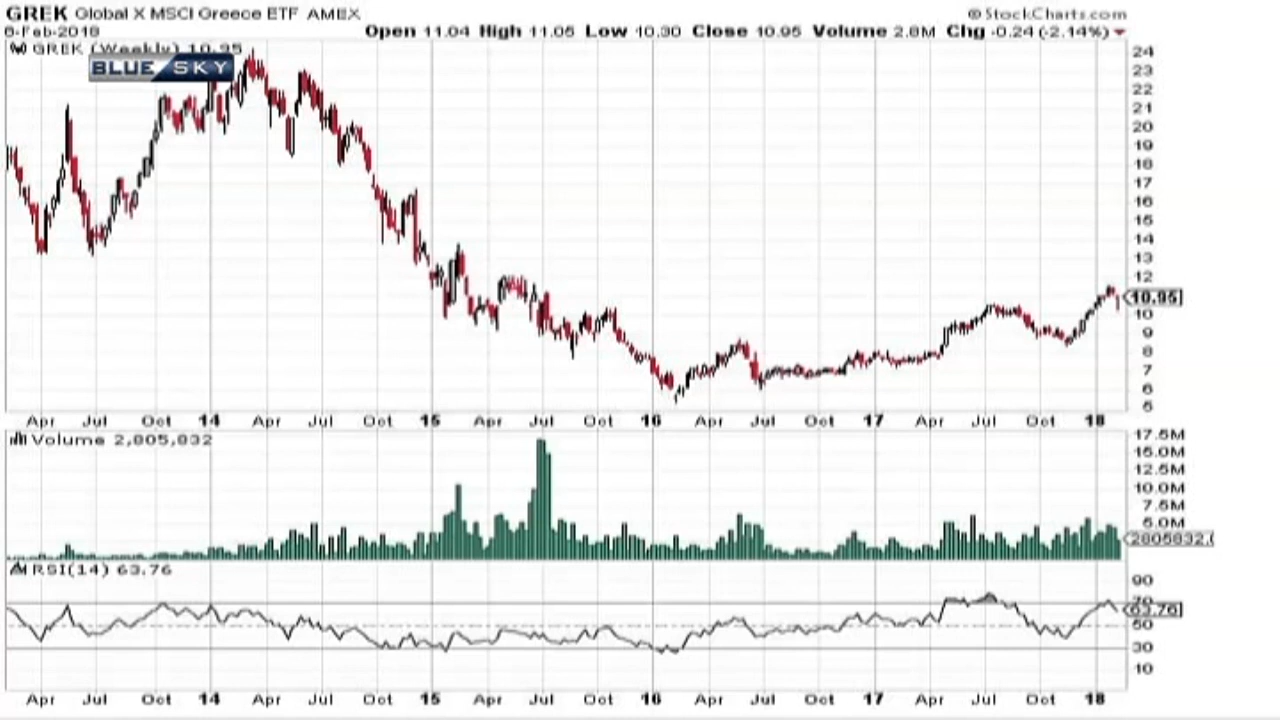 GREK Global X MSCI Greece ETF AMEX © StockCharts.com
6-Feb-2018 Open 11.04 High 11.05 Low 10.30 Close 10.95 Volume 2.8M Chg -0.24 (-2.14%)
GREK (Weekly) 10.95
BLUE SKY
24
23
22
21
20
19
18
17
16
15
14
13
12
10.95
10
9
8
7
6
5
Apr Jul Oct 14 Apr Jul Oct 15 Apr Jul Oct 16 Apr Jul Oct 17 Apr Jul Oct 18
Volume 2,805,832
17.5M
15.0M
12.5M
10.0M
7.5M
5.0M
2805832.0
RSI(14) 63.76
90
70
63.76
50
30
10
Apr Jul Oct 14 Apr Jul Oct 15 Apr Jul Oct 16 Apr Jul Oct 17 Apr Jul Oct 18